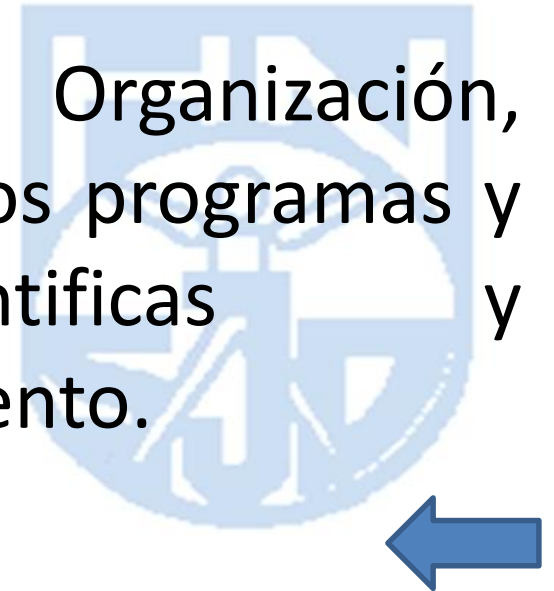 Organización,
os programas y
ntificas y
ento.